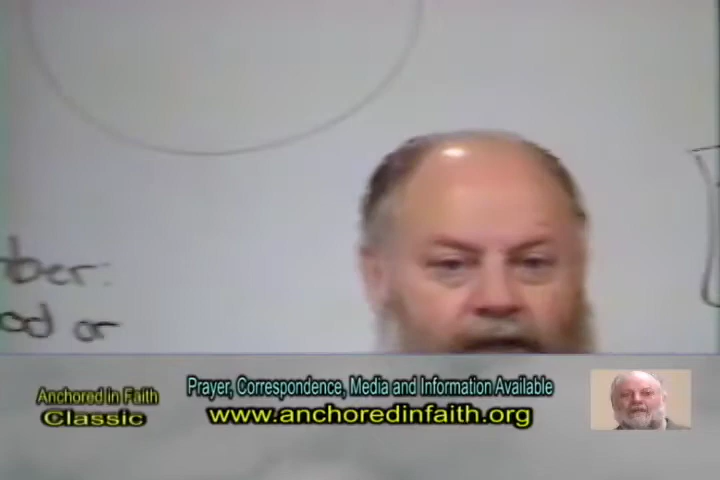 ber:
od or
Anchored in Faith
Classic
Prayer, Correspondence, Media and Information Available
www.anchoredinfaith.org